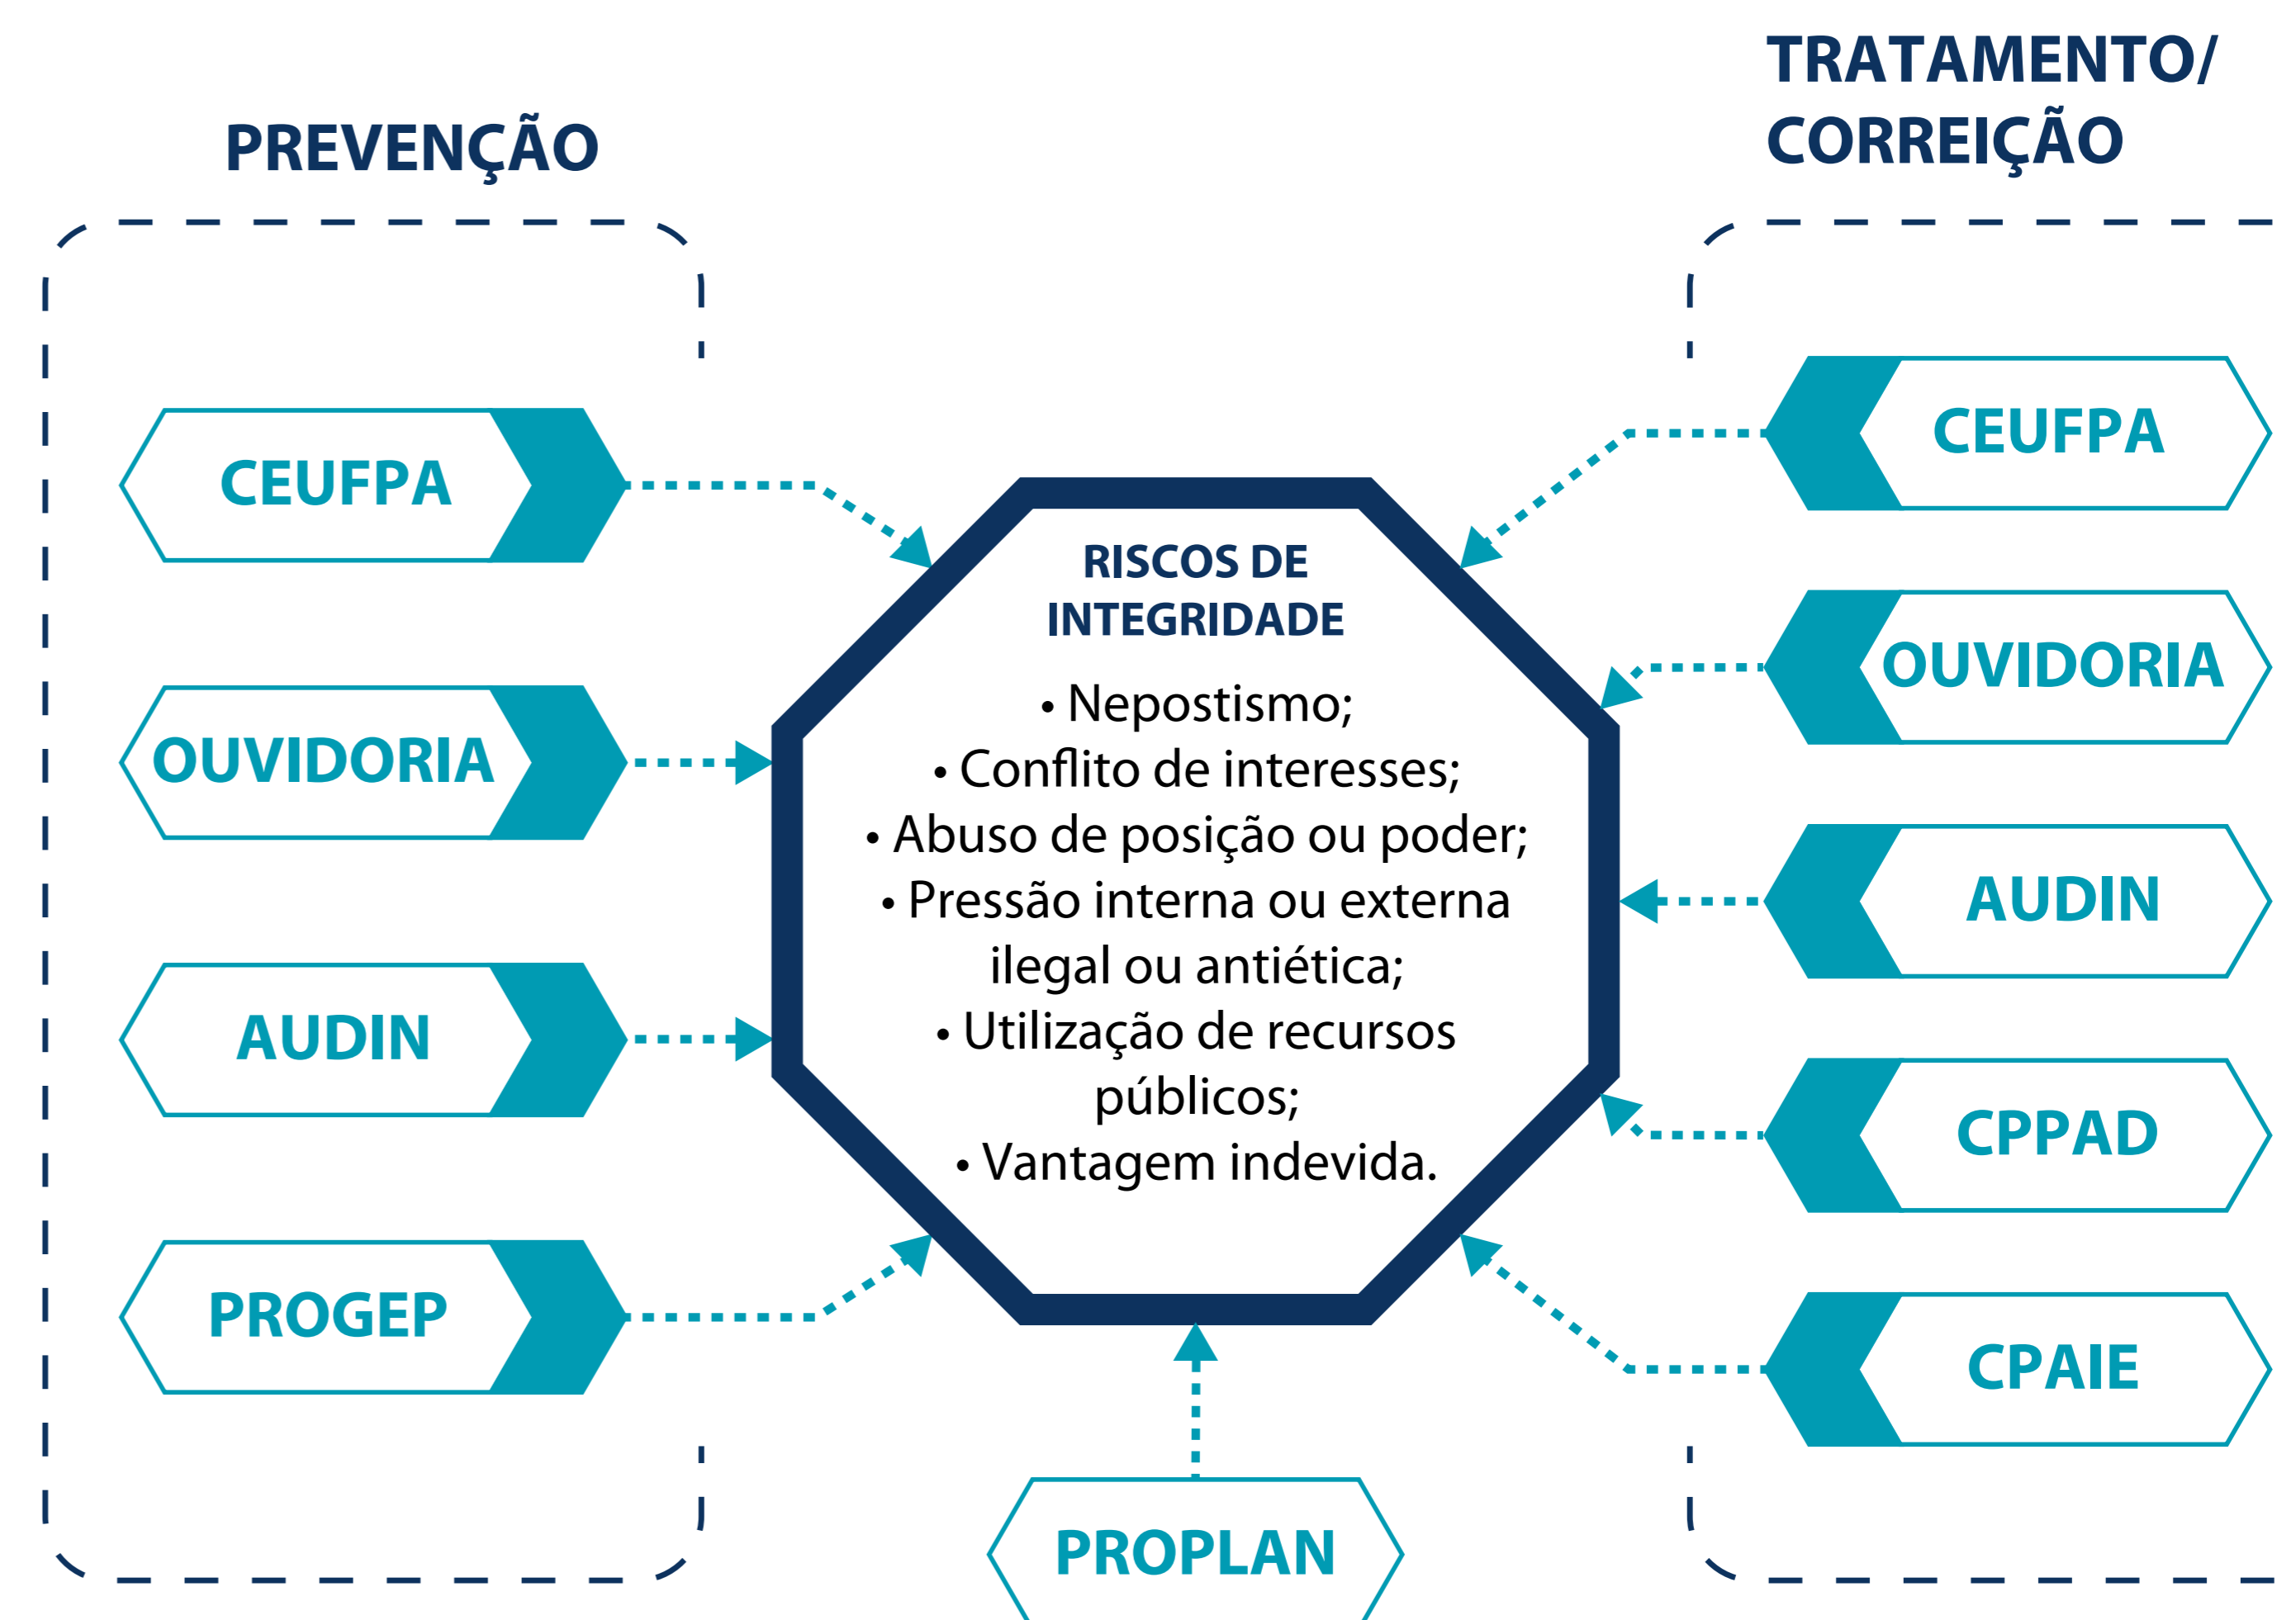 PREVENÇÃO
CEUFPA
OUVIDORIA
AUDIN
PROGEP
RISCOS DE
INTEGRIDADE
• Nepostismo;
• Conflito de interesses;
• Abuso de posição ou poder;
• Pressão interna ou externa
ilegal ou antiética;
• Utilização de recursos
públicos;
• Vantagem indevida.
PROPLAN
TRATAMENTO/
CORREIÇÃO
CEUFPA
OUVIDORIA
AUDIN
CPPAD
CPAIE